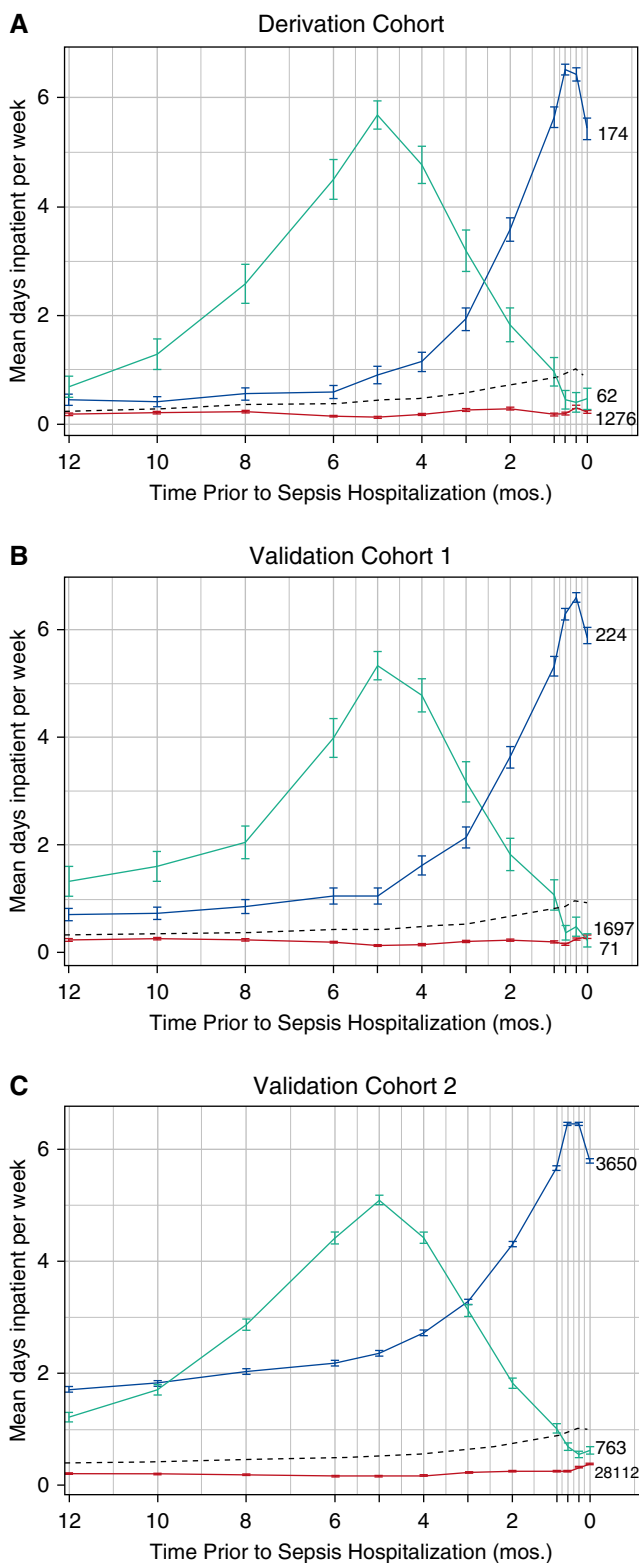 A
Derivation Cohort
Mean days inpatient per week
6
4
2
0
174
62
1276
12 10 8 6 4 2 0
Time Prior to Sepsis Hospitalization (mos.)
B
Validation Cohort 1
Mean days inpatient per week
6
4
2
0
224
1697
71
12 10 8 6 4 2 0
Time Prior to Sepsis Hospitalization (mos.)
C
Validation Cohort 2
Mean days inpatient per week
6
4
2
0
3650
763
28112
12 10 8 6 4 2 0
Time Prior to Sepsis Hospitalization (mos.)